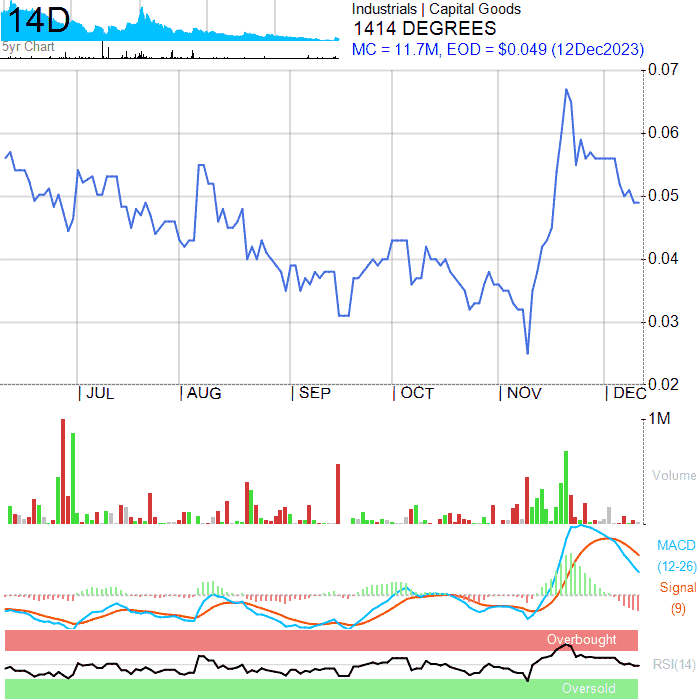 14D
5yr Chart
Industrials | Capital Goods
1414 DEGREES
MC = 11.7M, EOD = $0.049 (12Dec2023)
0.07
0.06
0.05
0.04
0.03
0.02
| JUL | AUG | SEP | OCT | NOV | DEC
1M
Volume
MACD
(12-26)
Signal
(9)
Overbought
RSI(14)
Oversold